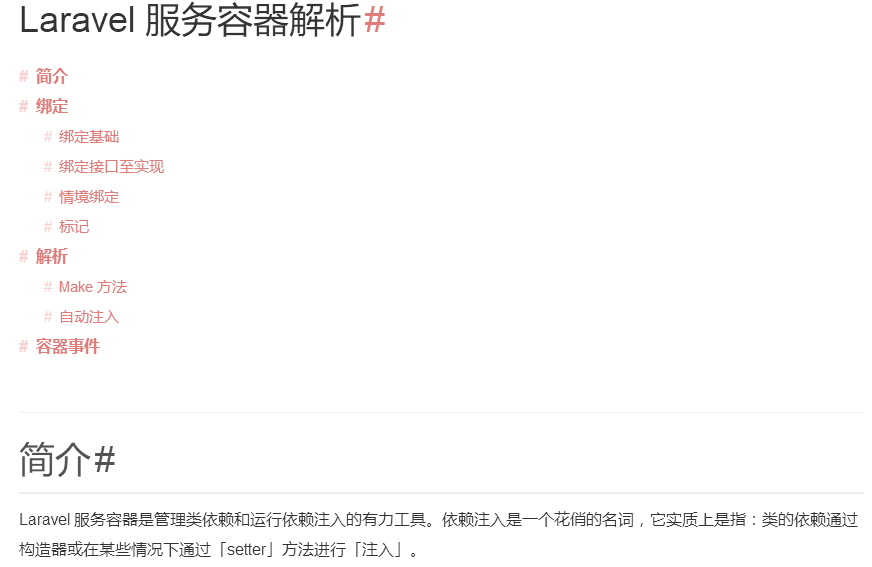 Laravel 服务容器解析#
# 简介
# 绑定
# 绑定基础
# 绑定接口至实现
# 情境绑定
# 标记
# 解析
# Make 方法
# 自动注入
# 容器事件
简介#
Laravel 服务容器是管理类依赖和运行依赖注入的有力工具。依赖注入是一个花俏的名词，它实质上是指：类的依赖通过
构造器或在某些情况下通过「setter」方法进行「注入」。